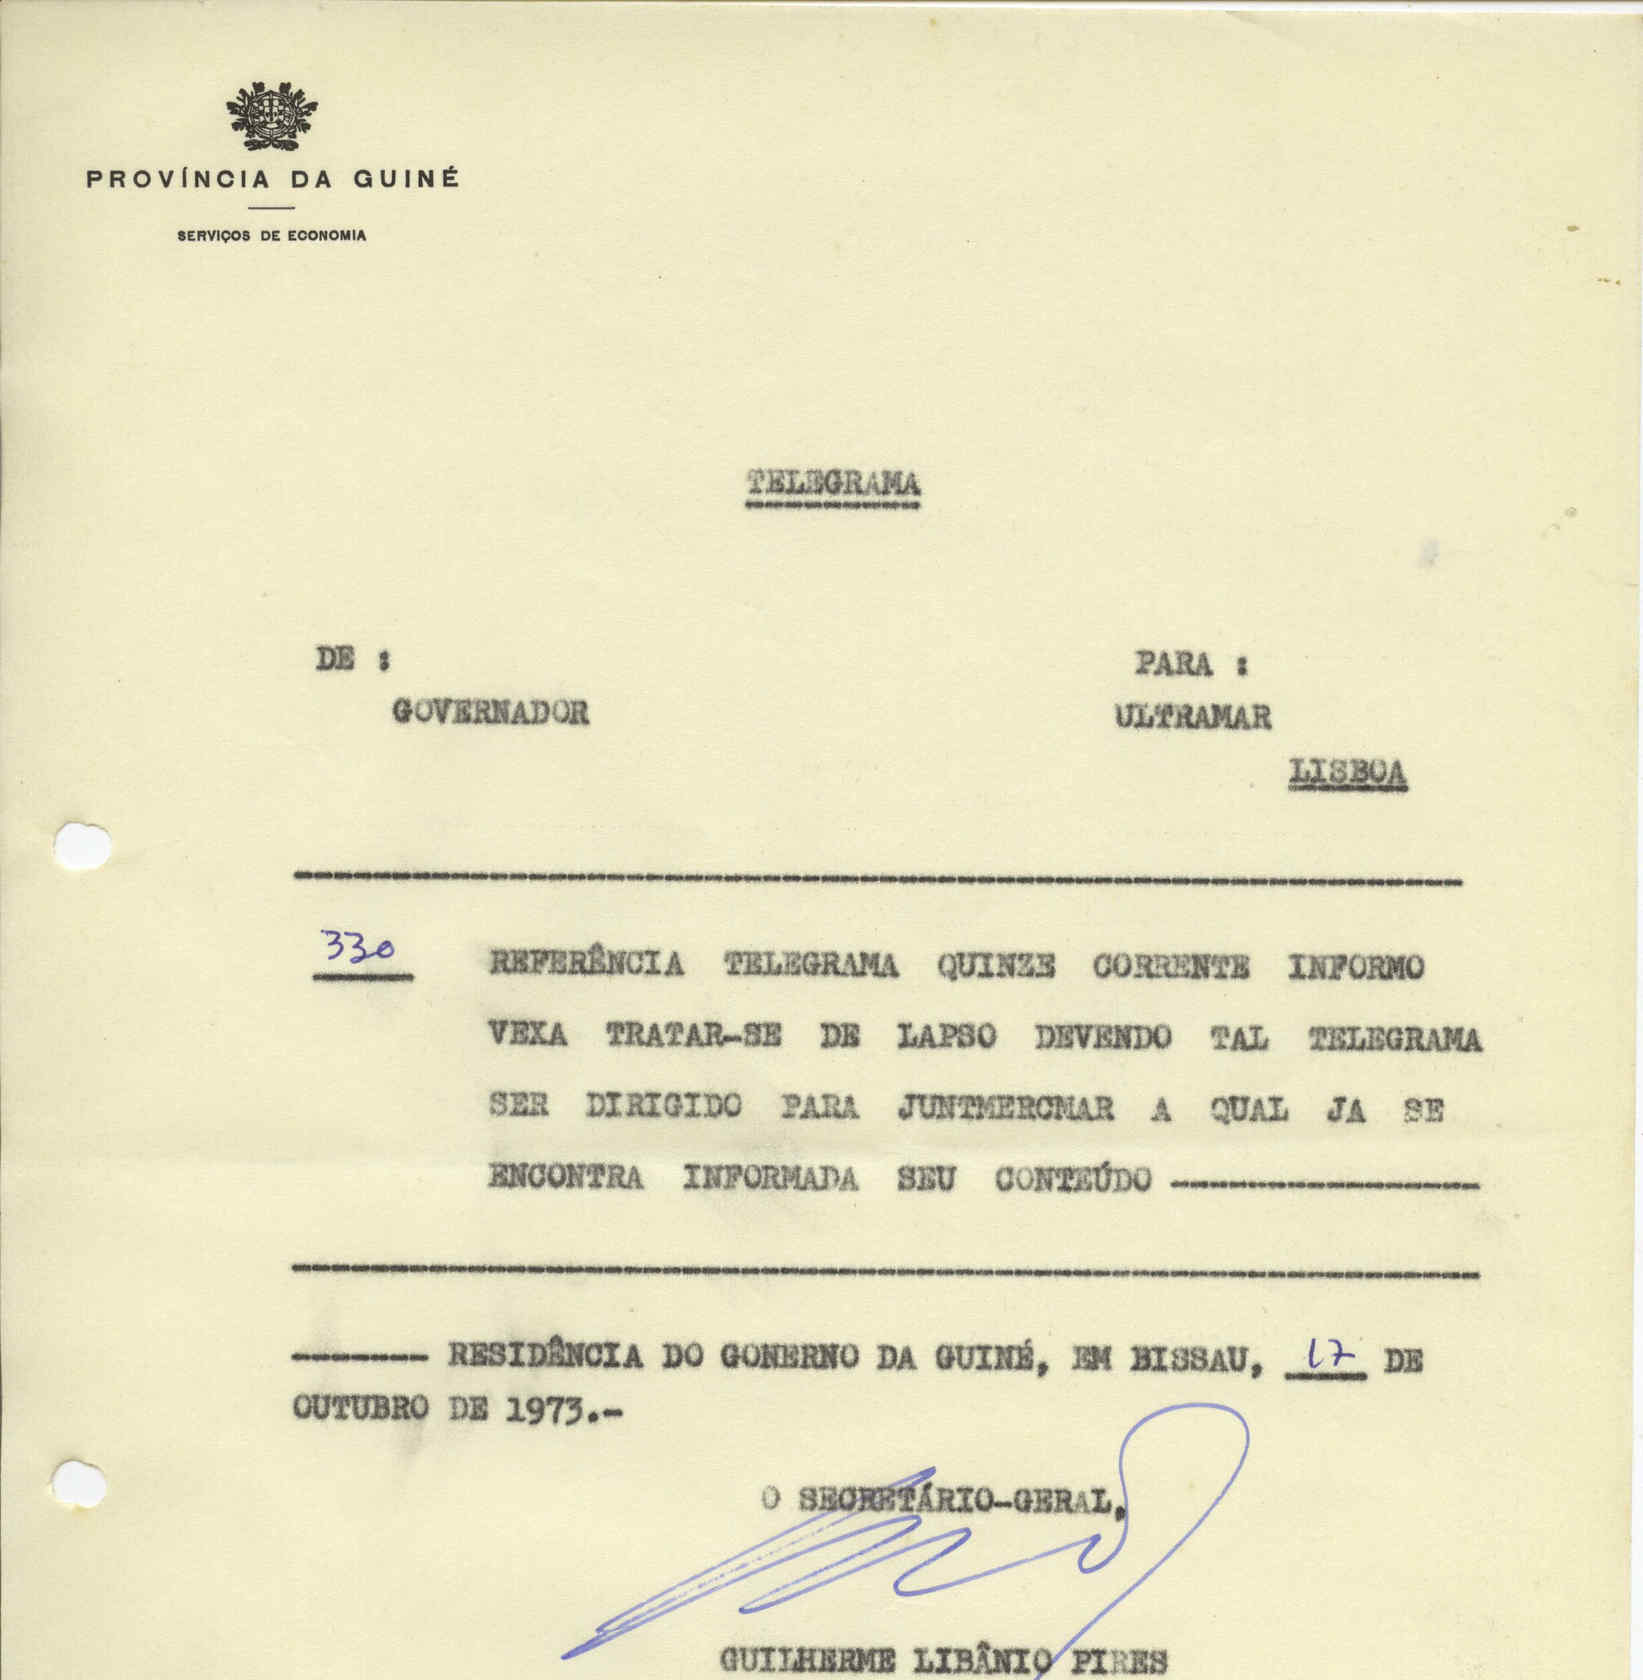 PROVÍNCIA DA GUINÉ
SERVIÇOS DE ECONOMIA
TELEGRAMA
DE :
PARA :
GOVERNADOR
ULTRAMAR
LISBOA
330 REFERÊNCIA TELEGRAMA QUINZE CORRENTE INFORMO
VEXA TRATAR-SE DE LAPSO DEVENDO TAL TELEGRAMA
SER DIRIGIDO PARA JUNTMERCMAR A QUAL JA SE
ENCONTRA INFORMADA SEU CONTEÚDO ----------------
------- RESIDÊNCIA DO GONERNO DA GUINÉ, EM BISSAU, 17 DE
OUTUBRO DE 1973.-
O SECRETÁRIO-GERAL,
GUILHERME LIBÂNIO PIRES